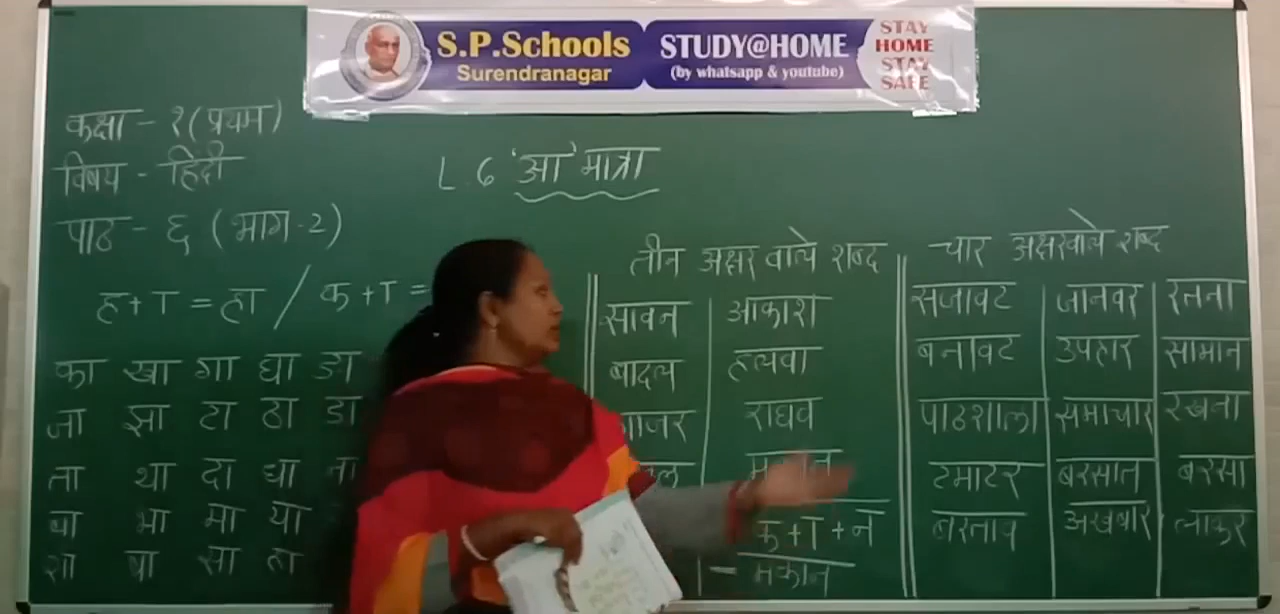 S.P.Schools
Surendranagar
STUDY@HOME
(by whatsapp & youtube)
STAY
HOME
STAY
SAFE
कक्षा - १ (प्रथम)
विषय - हिंदी
पाठ - ६ (भाग-2)
L.6 'आ' मात्रा
ह + ा = हा / क + ा =
का खा गा घा ङा
जा झा टा ठा डा
ता था दा धा ना
बा भा मा या
शा षा सा हा
तीन अक्षर वाले शब्द
सावन आकाश
बादल हलवा
गाजर राघव
क + ा + न
मकान
चार अक्षरवाले शब्द
सजावट जानवर
बनावट उपहार सामान
पाठशाला समाचार रखना
टमाटर बरसात बरसा
बरताव अखबार लाकर